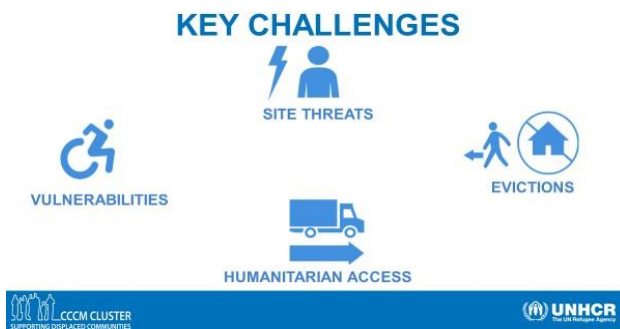 KEY CHALLENGES
SITE THREATS
VULNERABILITIES
EVICTIONS
HUMANITARIAN ACCESS
CCCM CLUSTER
SUPPORTING DISPLACED COMMUNITIES
UNHCR
The UN Refugee Agency